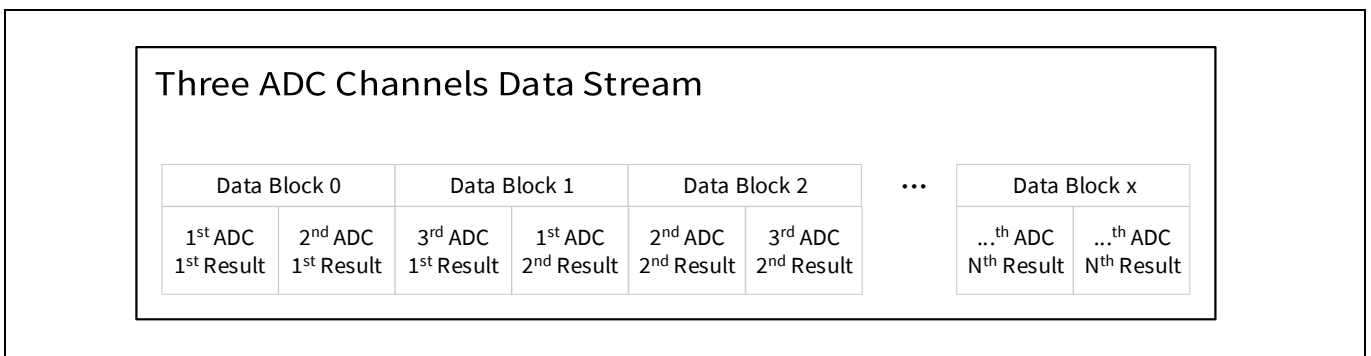 Three ADC Channels Data Stream
Data Block 0 Data Block 1 Data Block 2 ... Data Block x
1st ADC 2nd ADC 3rd ADC 1st ADC 2nd ADC 3rd ADC ...th ADC ...th ADC
1st Result 1st Result 1st Result 2nd Result 2nd Result 2nd Result Nth Result Nth Result